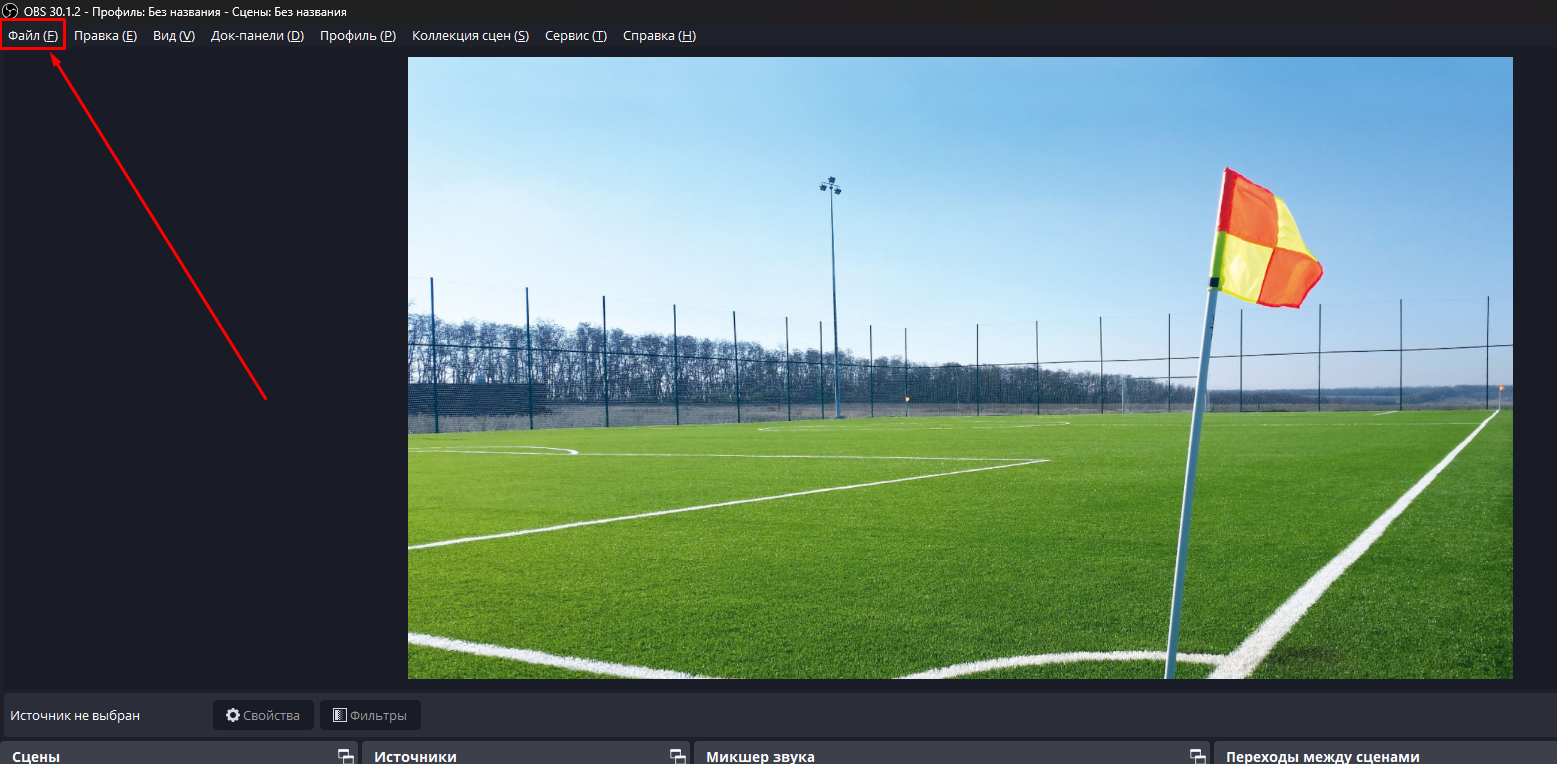 OBS 30.1.2 - Профиль: Без названия - Сцены: Без названия
Файл (F) Правка (E) Вид (V) Док-панели (D) Профиль (P) Коллекция сцен (S) Сервис (T) Справка (H)
Источник не выбран Свойства Фильтры
Сцены Источники Микшер звука Переходы между сценами